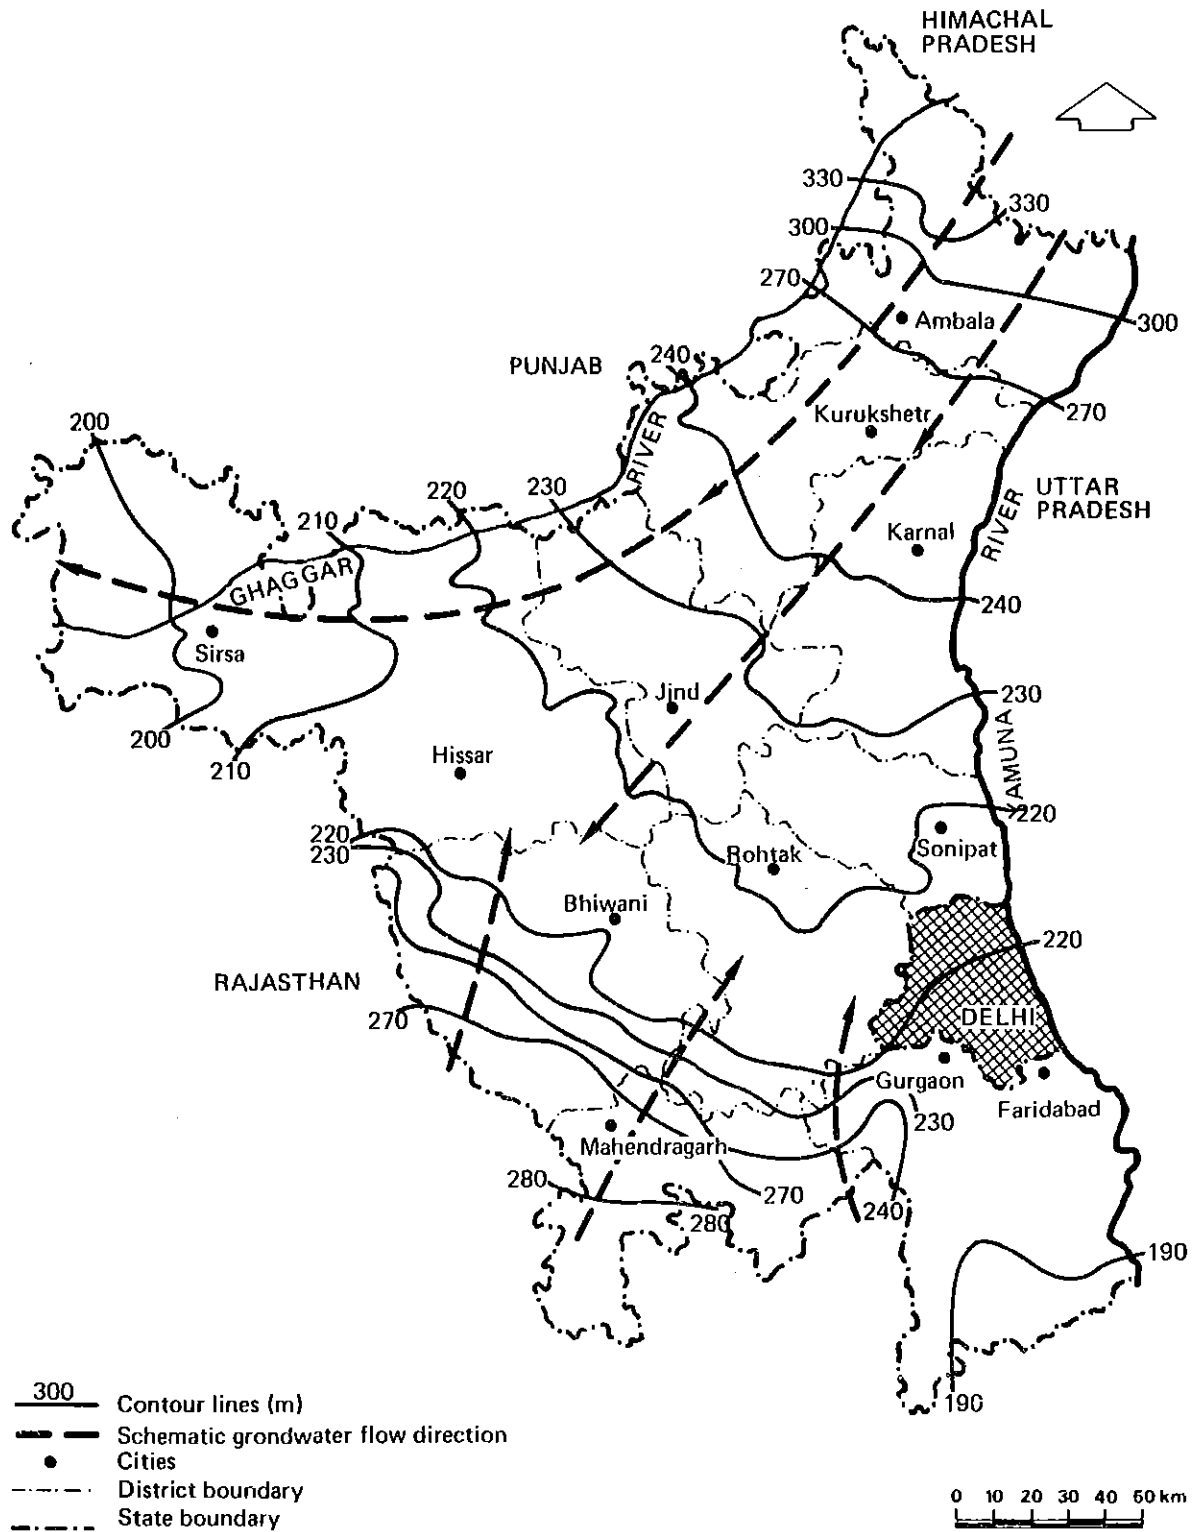 HIMACHAL
PRADESH
330
330
300
270
Ambala
300
PUNJAB
240
270
Kurukshetr
200
RIVER
UTTAR
PRADESH
220
230
210
Karnal
RIVER
GHAGGAR
240
Sirsa
Jind
230
200
210
Hissar
YAMUNA
220
220
230
Rohtak
Sonipat
Bhiwani
220
RAJASTHAN
270
DELHI
Gurgaon
Faridabad
230
Mahendragarh
280
270
240
280
190
190
300
Contour lines (m)
Schematic grondwater flow direction
Cities
District boundary
State boundary
0 10 20 30 40 50 km